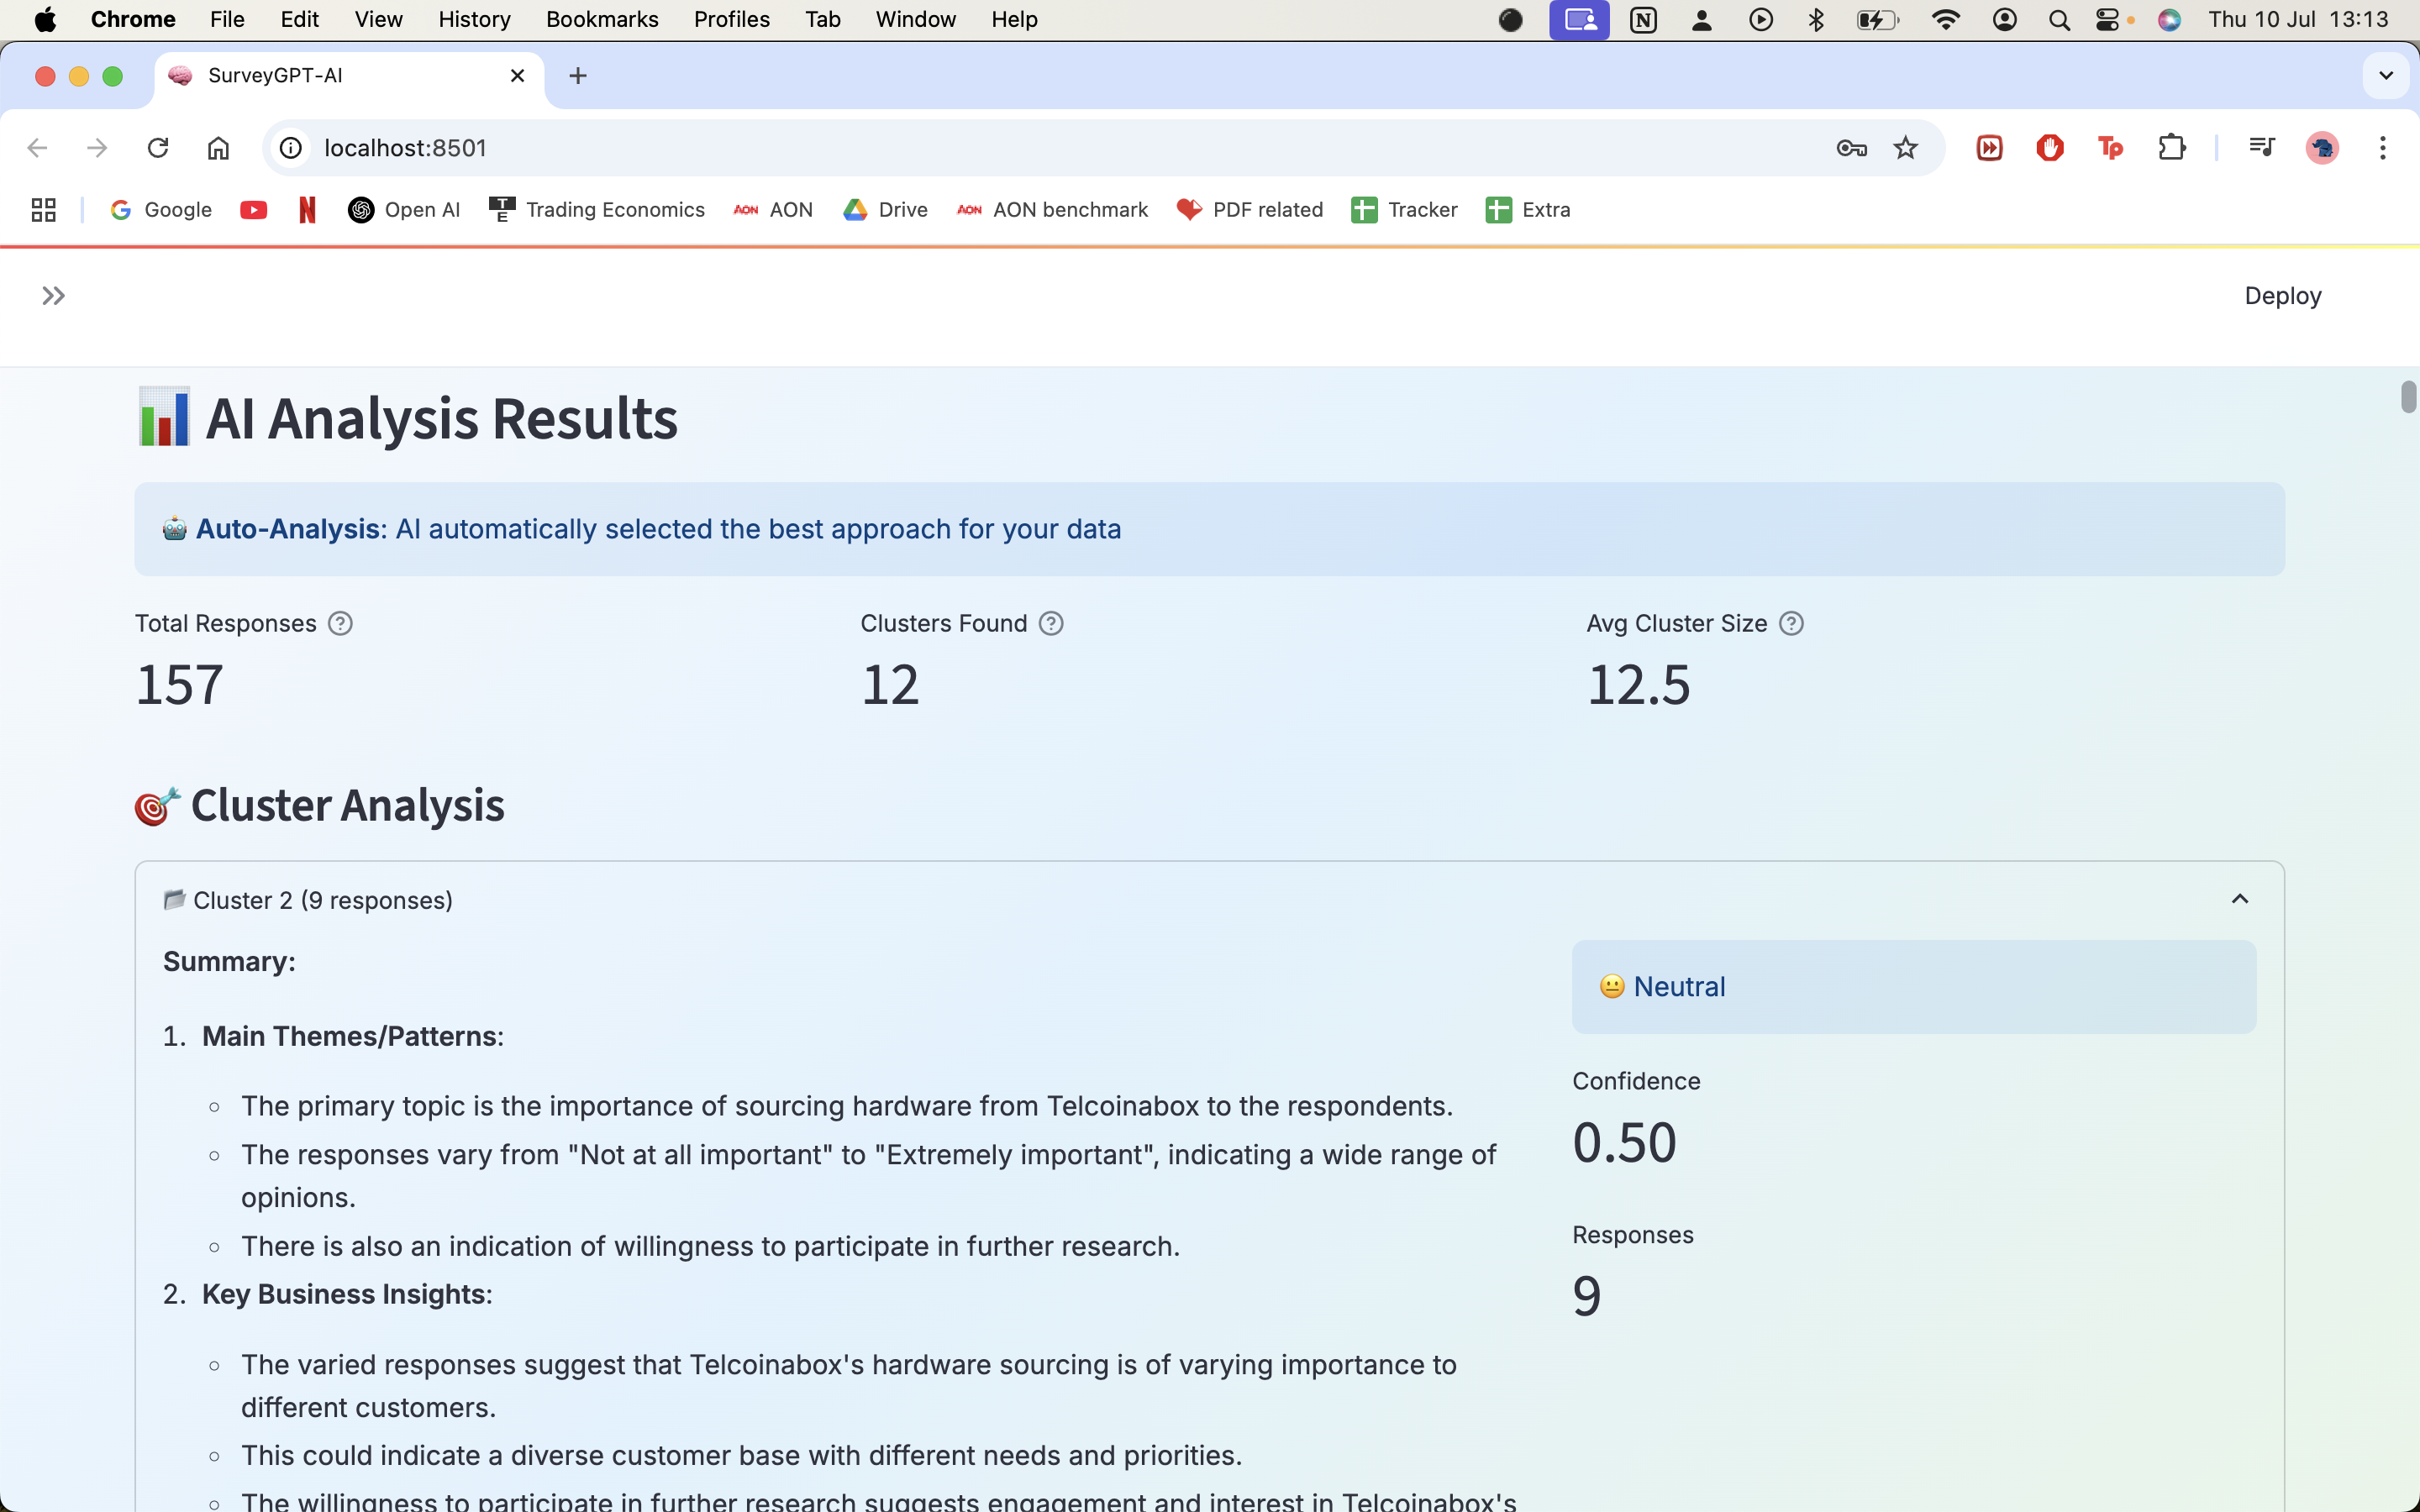 Chrome File Edit View History Bookmarks Profiles Tab Window Help
Thu 10 Jul 13:13
SurveyGPT-AI
localhost:8501
Google
Open AI
Trading Economics
AON AON
Drive
AON AON benchmark
PDF related
Tracker
Extra
Deploy
AI Analysis Results
Auto-Analysis: AI automatically selected the best approach for your data
Total Responses
157
Clusters Found
12
Avg Cluster Size
12.5
Cluster Analysis
Cluster 2 (9 responses)
Summary:
1. Main Themes/Patterns:
The primary topic is the importance of sourcing hardware from Telcoinabox to the respondents.
The responses vary from "Not at all important" to "Extremely important", indicating a wide range of
opinions.
There is also an indication of willingness to participate in further research.
2. Key Business Insights:
The varied responses suggest that Telcoinabox's hardware sourcing is of varying importance to
different customers.
This could indicate a diverse customer base with different needs and priorities.
The willingness to participate in further research suggests engagement and interest in Telcoinabox's
Neutral
Confidence
0.50
Responses
9